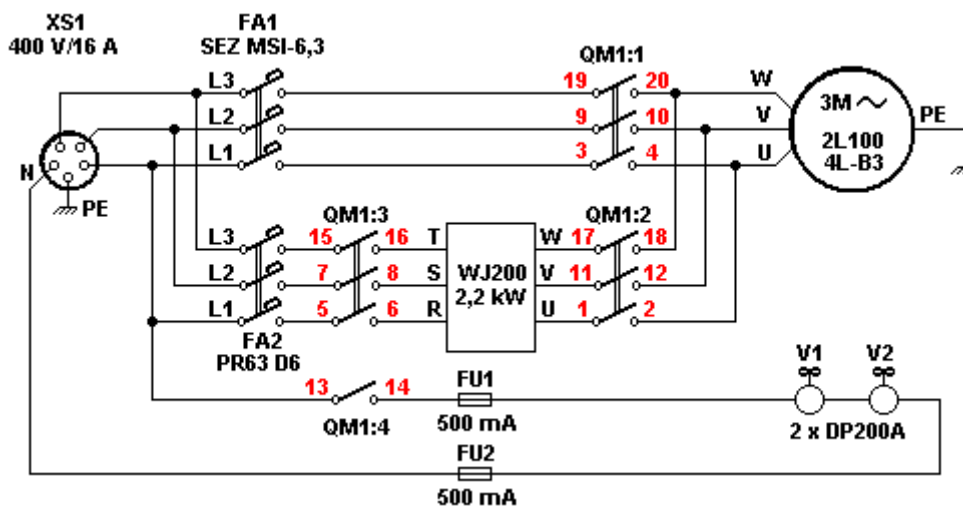 XS1
400 V/16 A
FA1
SEZ MSI-6,3
QM1:1
L3
19
20
W
L2
9
10
V
L1
3
4
U
3M
2L100
4L-B3
PE
N
PE
QM1:3
QM1:2
L3
15
16
T
W
17
18
L2
7
8
S
WJ200
2,2 kW
V
11
12
L1
5
6
R
U
1
2
FA2
PR63 D6
13
14
QM1:4
FU1
500 mA
V1
V2
2 x DP200A
FU2
500 mA